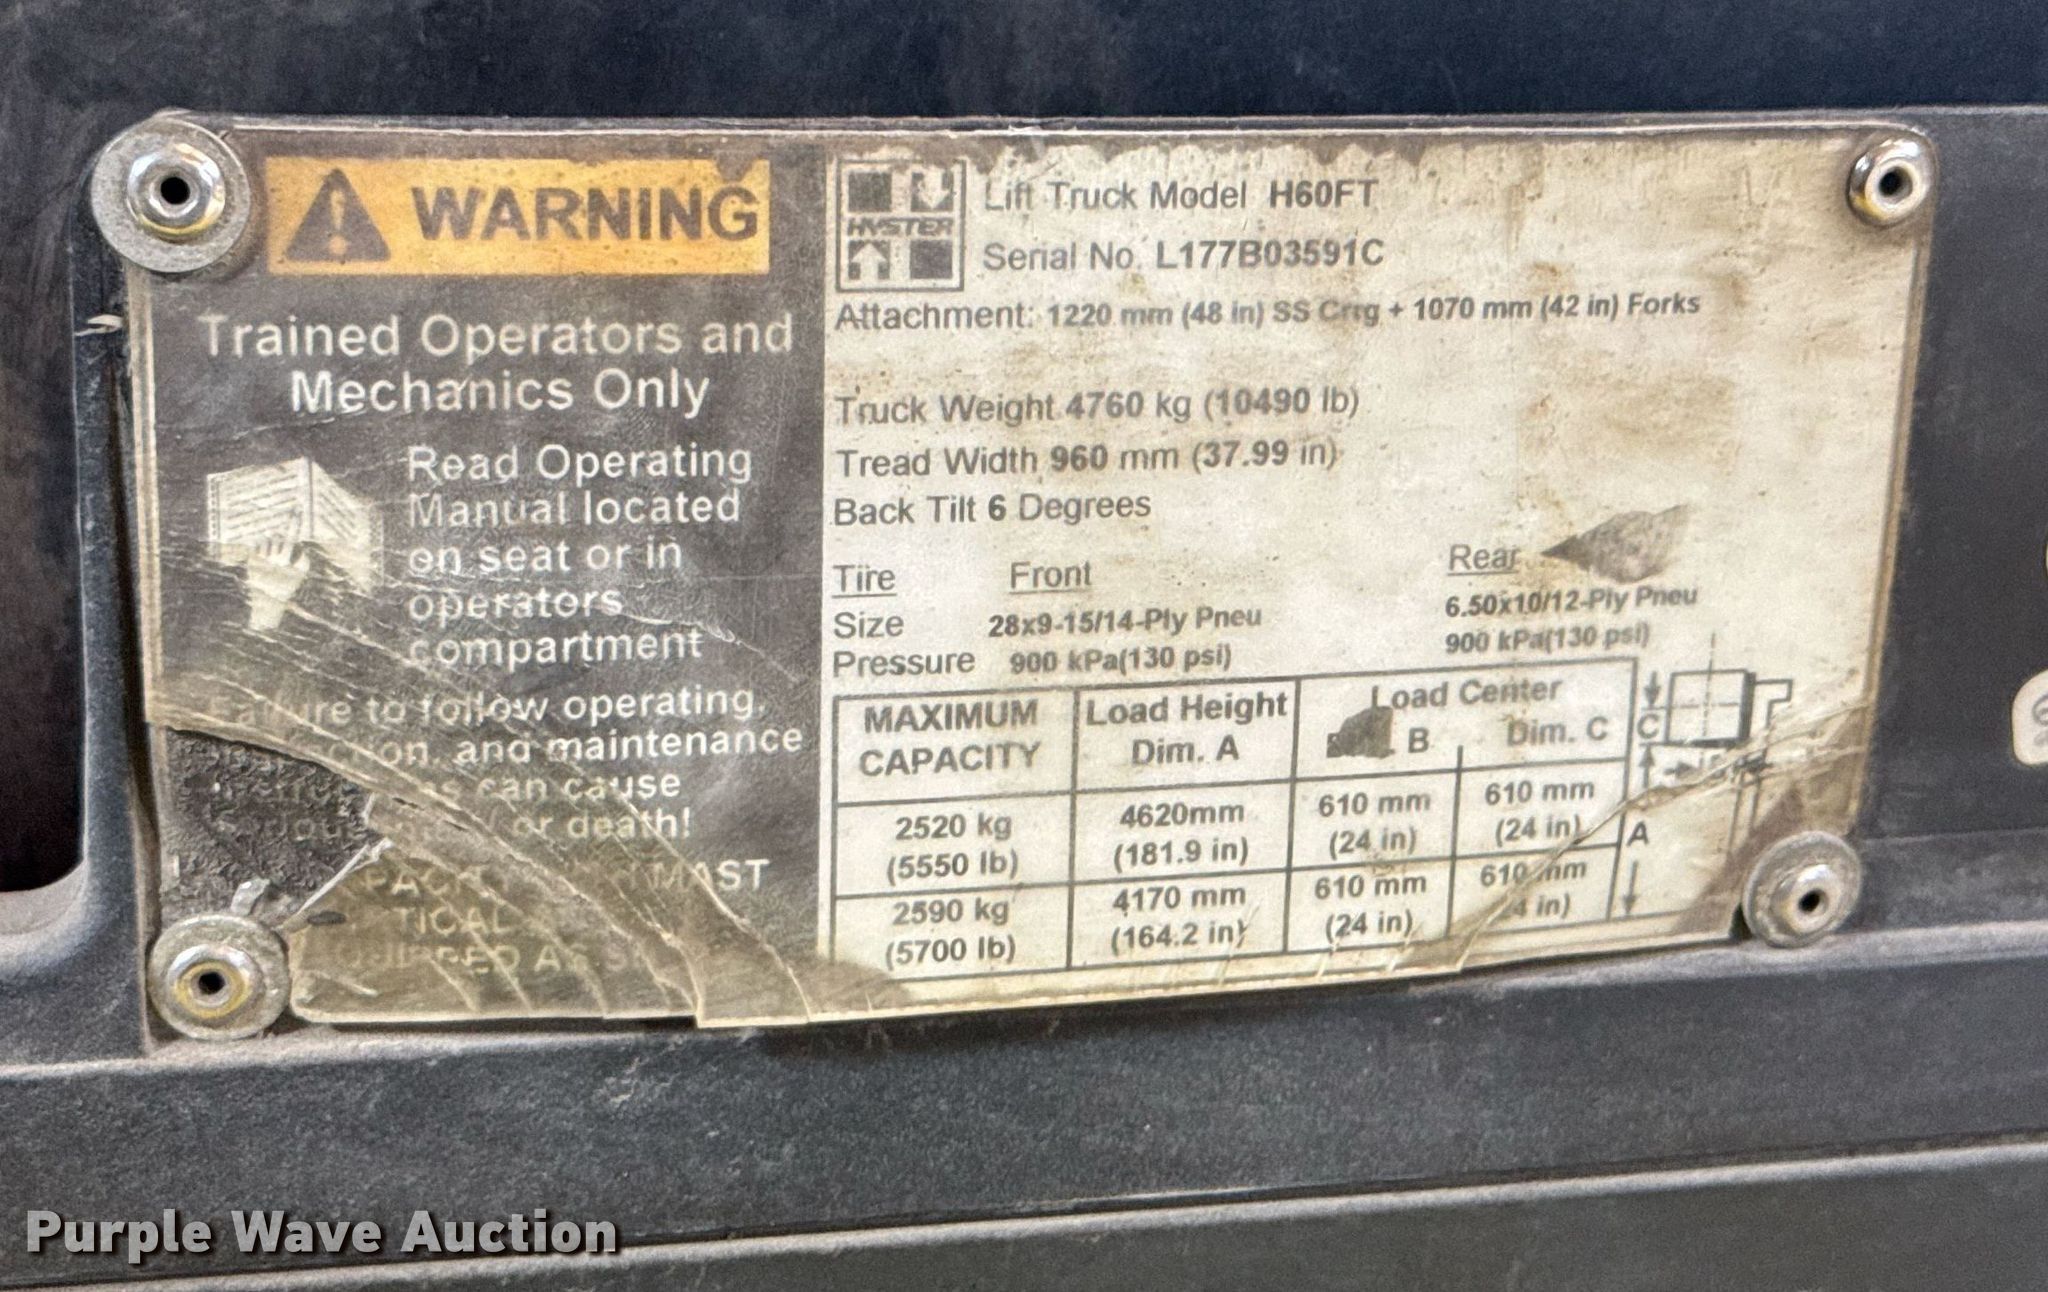 WARNING
Trained Operators and
Mechanics Only
Read Operating
Manual located
on seat or in
operators
compartment
Failure to follow operating,
and maintenance
can cause
or death!
MAST
HYSTER
Lift Truck Model H60FT
Serial No. L177B03591C
Attachment: 1220 mm (48 in) SS Crrg + 1070 mm (42 in) Forks
Truck Weight 4760 kg (10490 lb)
Tread Width 960 mm (37.99 in)
Back Tilt 6 Degrees
Tire Front Rear
Size 28x9-15/14-Ply Pneu 6.50x10/12-Ply Pneu
Pressure 900 kPa(130 psi) 900 kPa(130 psi)
MAXIMUM CAPACITY Load Height Dim. A Load Center B Dim. C
2520 kg (5550 lb) 4620mm (181.9 in) 610 mm (24 in) 610 mm (24 in)
2590 kg (5700 lb) 4170 mm (164.2 in) 610 mm (24 in) 610 mm in)
C
A
Purple Wave Auction